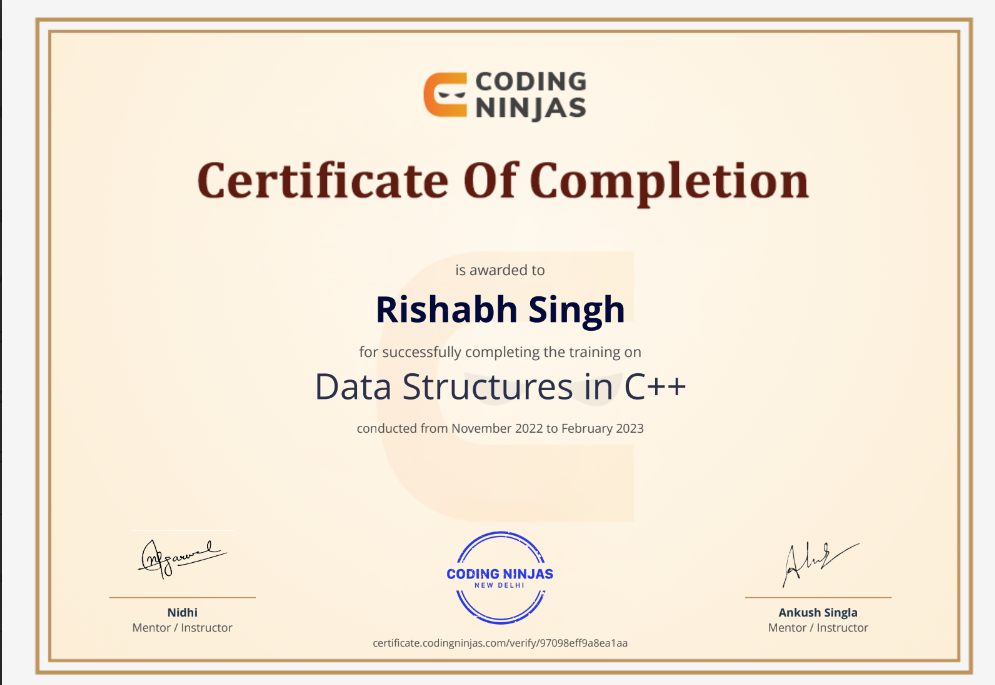 CODING
NINJAS
Certificate Of Completion
is awarded to
Rishabh Singh
for successfully completing the training on
Data Structures in C++
conducted from November 2022 to February 2023
CODING NINJAS
NEW DELHI
Nidhi
Mentor / Instructor
Ankush Singla
Mentor / Instructor
certificate.codingninjas.com/verify/97098eff9a8ea1aa